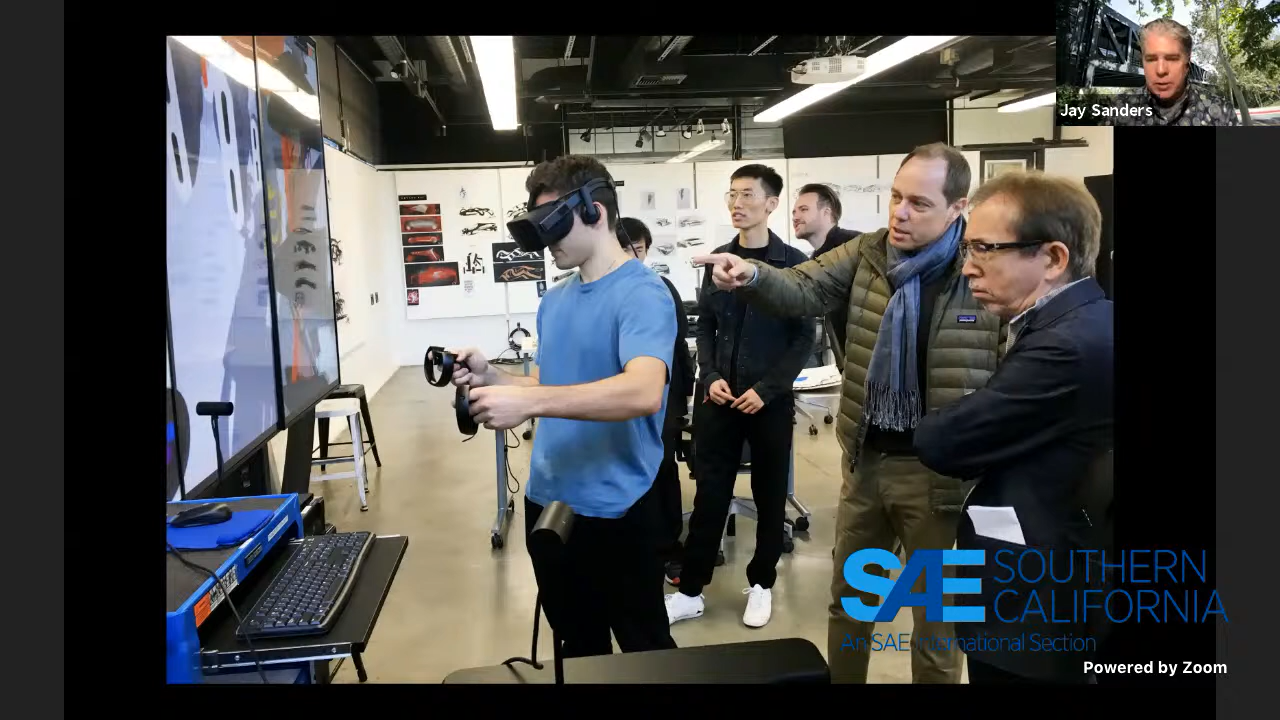 Jay Sanders
SAE SOUTHERN
CALIFORNIA
An SAE International Section
Powered by Zoom